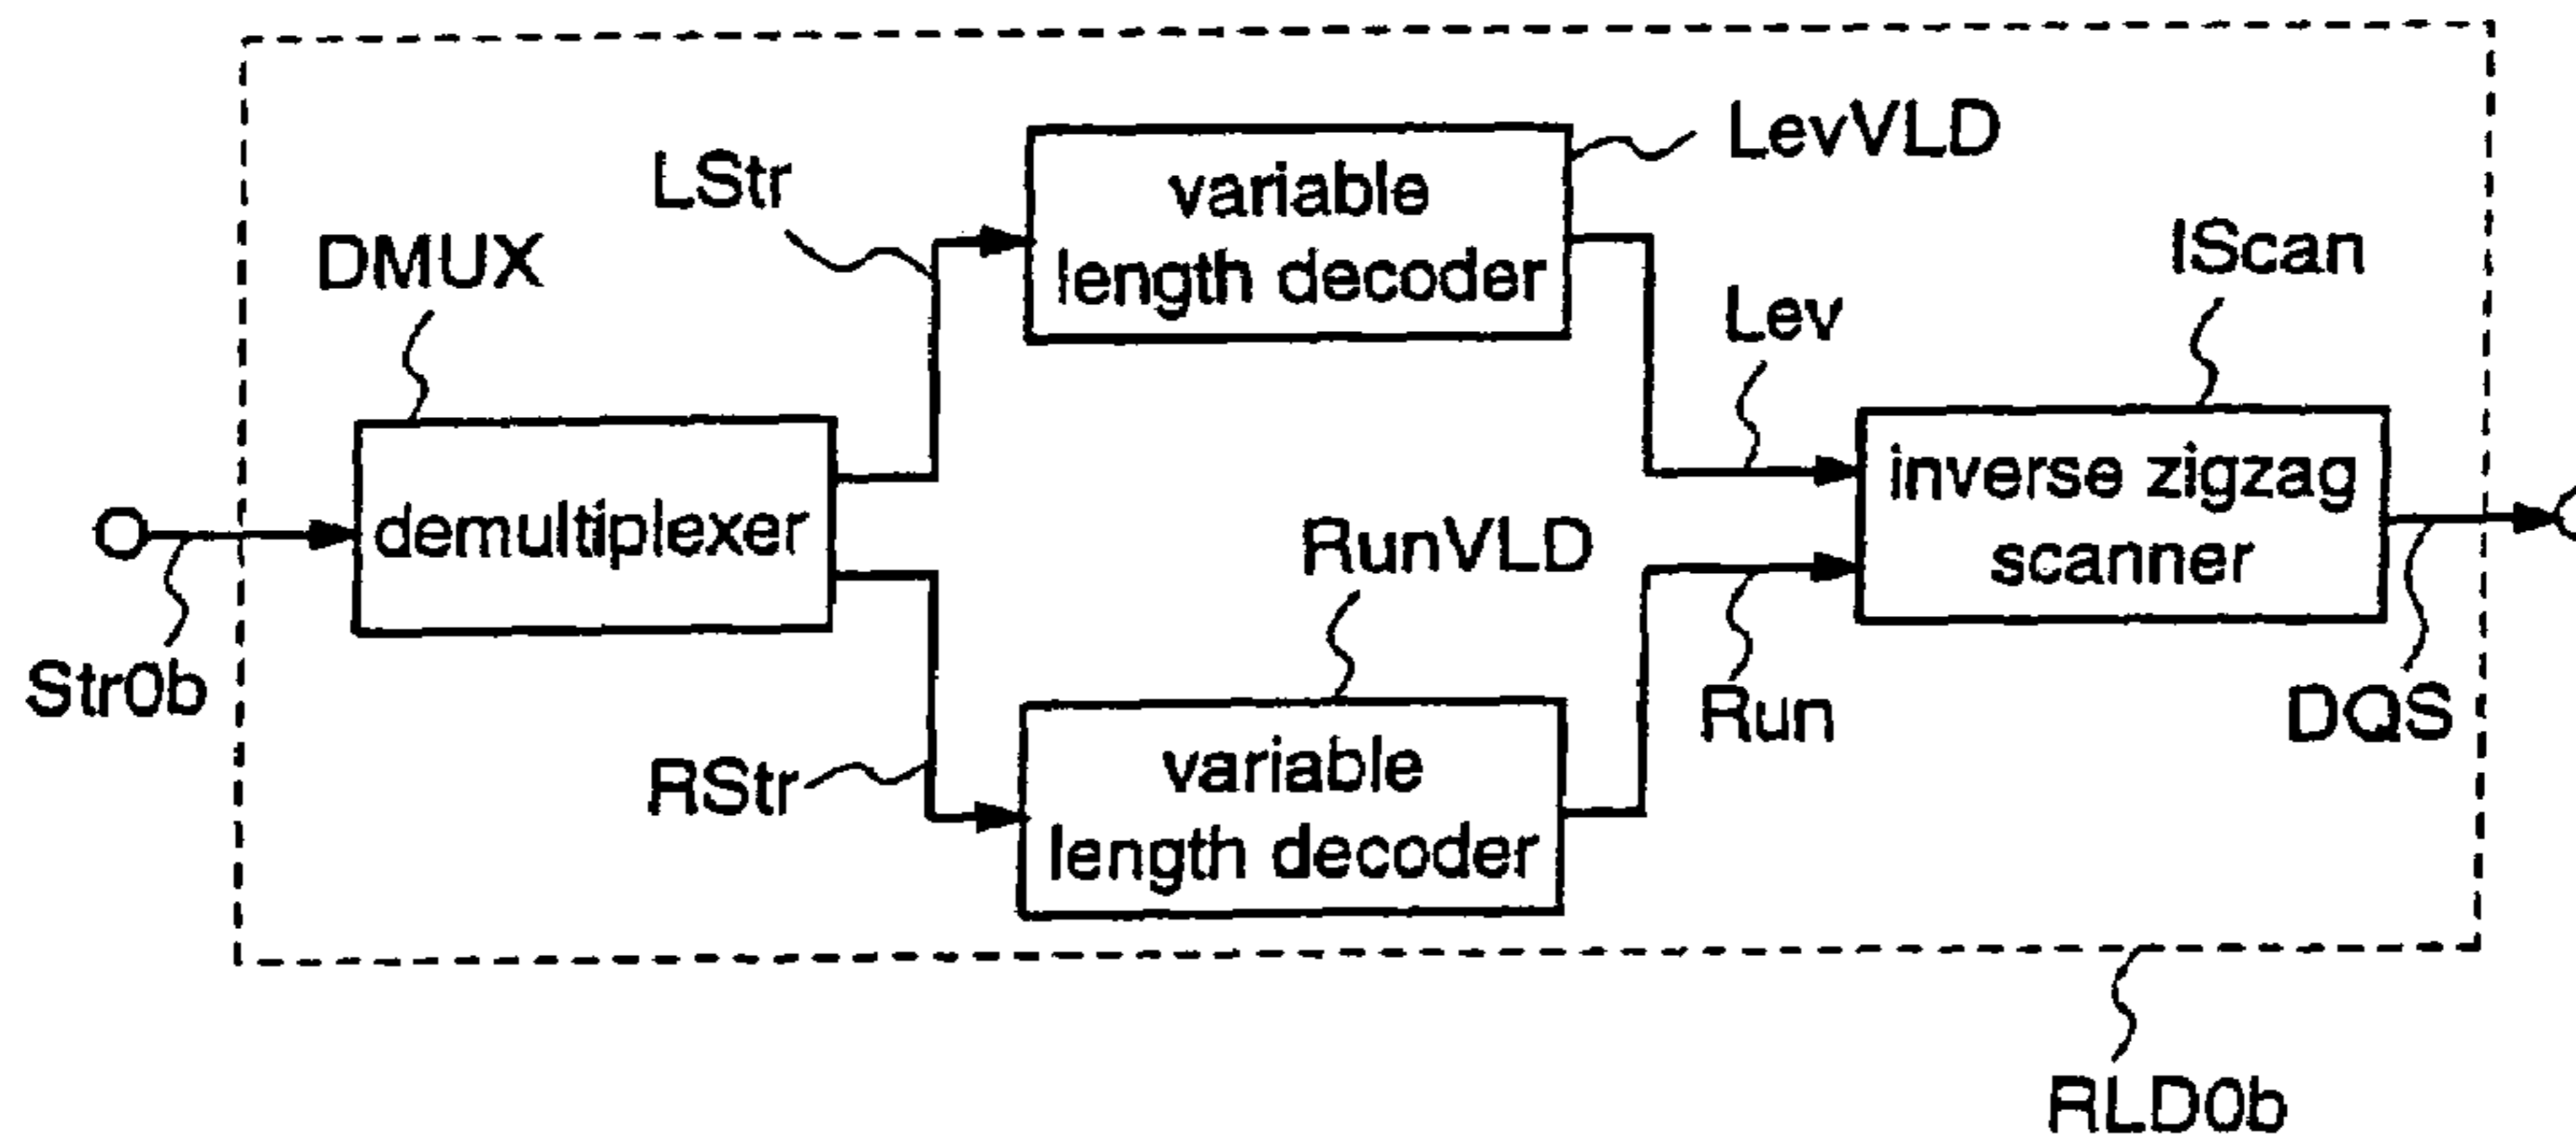 LevVLD
variable
length decoder
LStr
DMUX
IScan
Lev
demultiplexer
inverse zigzag
scanner
RunVLD
Str0b
Run
DQS
RStr
variable
length decoder
RLD0b